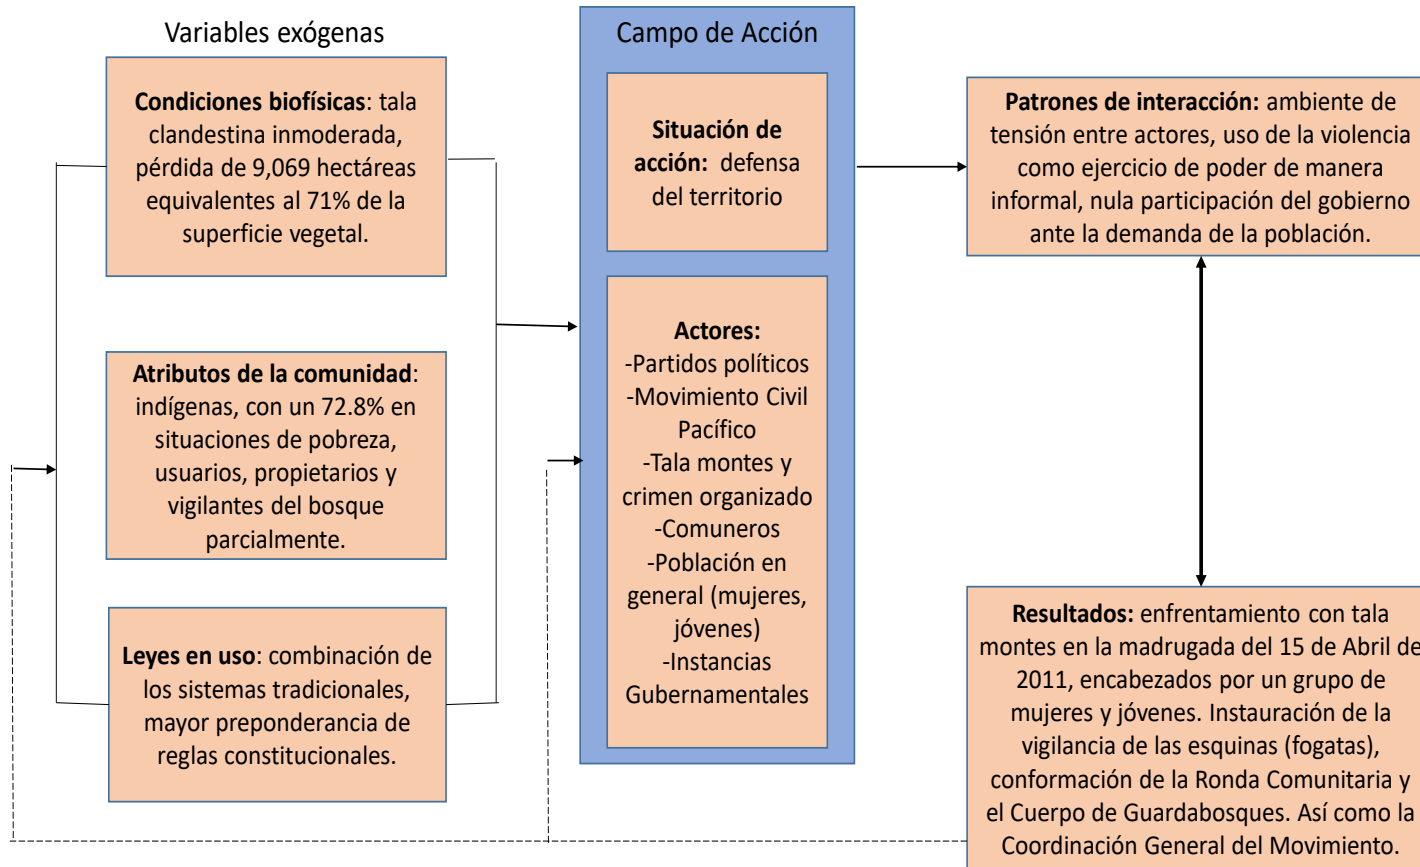 Variables exógenas
Condiciones biofísicas: tala
clandestina inmoderada,
pérdida de 9,069 hectáreas
equivalentes al 71% de la
superficie vegetal.
Atributos de la comunidad:
indígenas, con un 72.8% en
situaciones de pobreza,
usuarios, propietarios y
vigilantes del bosque
parcialmente.
Leyes en uso: combinación de
los sistemas tradicionales,
mayor preponderancia de
reglas constitucionales.
Campo de Acción
Situación de
acción: defensa
del territorio
Actores:
-Partidos políticos
-Movimiento Civil
Pacífico
-Tala montes y
crimen organizado
-Comuneros
-Población en
general (mujeres,
jóvenes)
-Instancias
Gubernamentales
Patrones de interacción: ambiente de
tensión entre actores, uso de la violencia
como ejercicio de poder de manera
informal, nula participación del gobierno
ante la demanda de la población.
Resultados: enfrentamiento con tala
montes en la madrugada del 15 de Abril de
2011, encabezados por un grupo de
mujeres y jóvenes. Instauración de la
vigilancia de las esquinas (fogatas),
conformación de la Ronda Comunitaria y
el Cuerpo de Guardabosques. Así como la
Coordinación General del Movimiento.